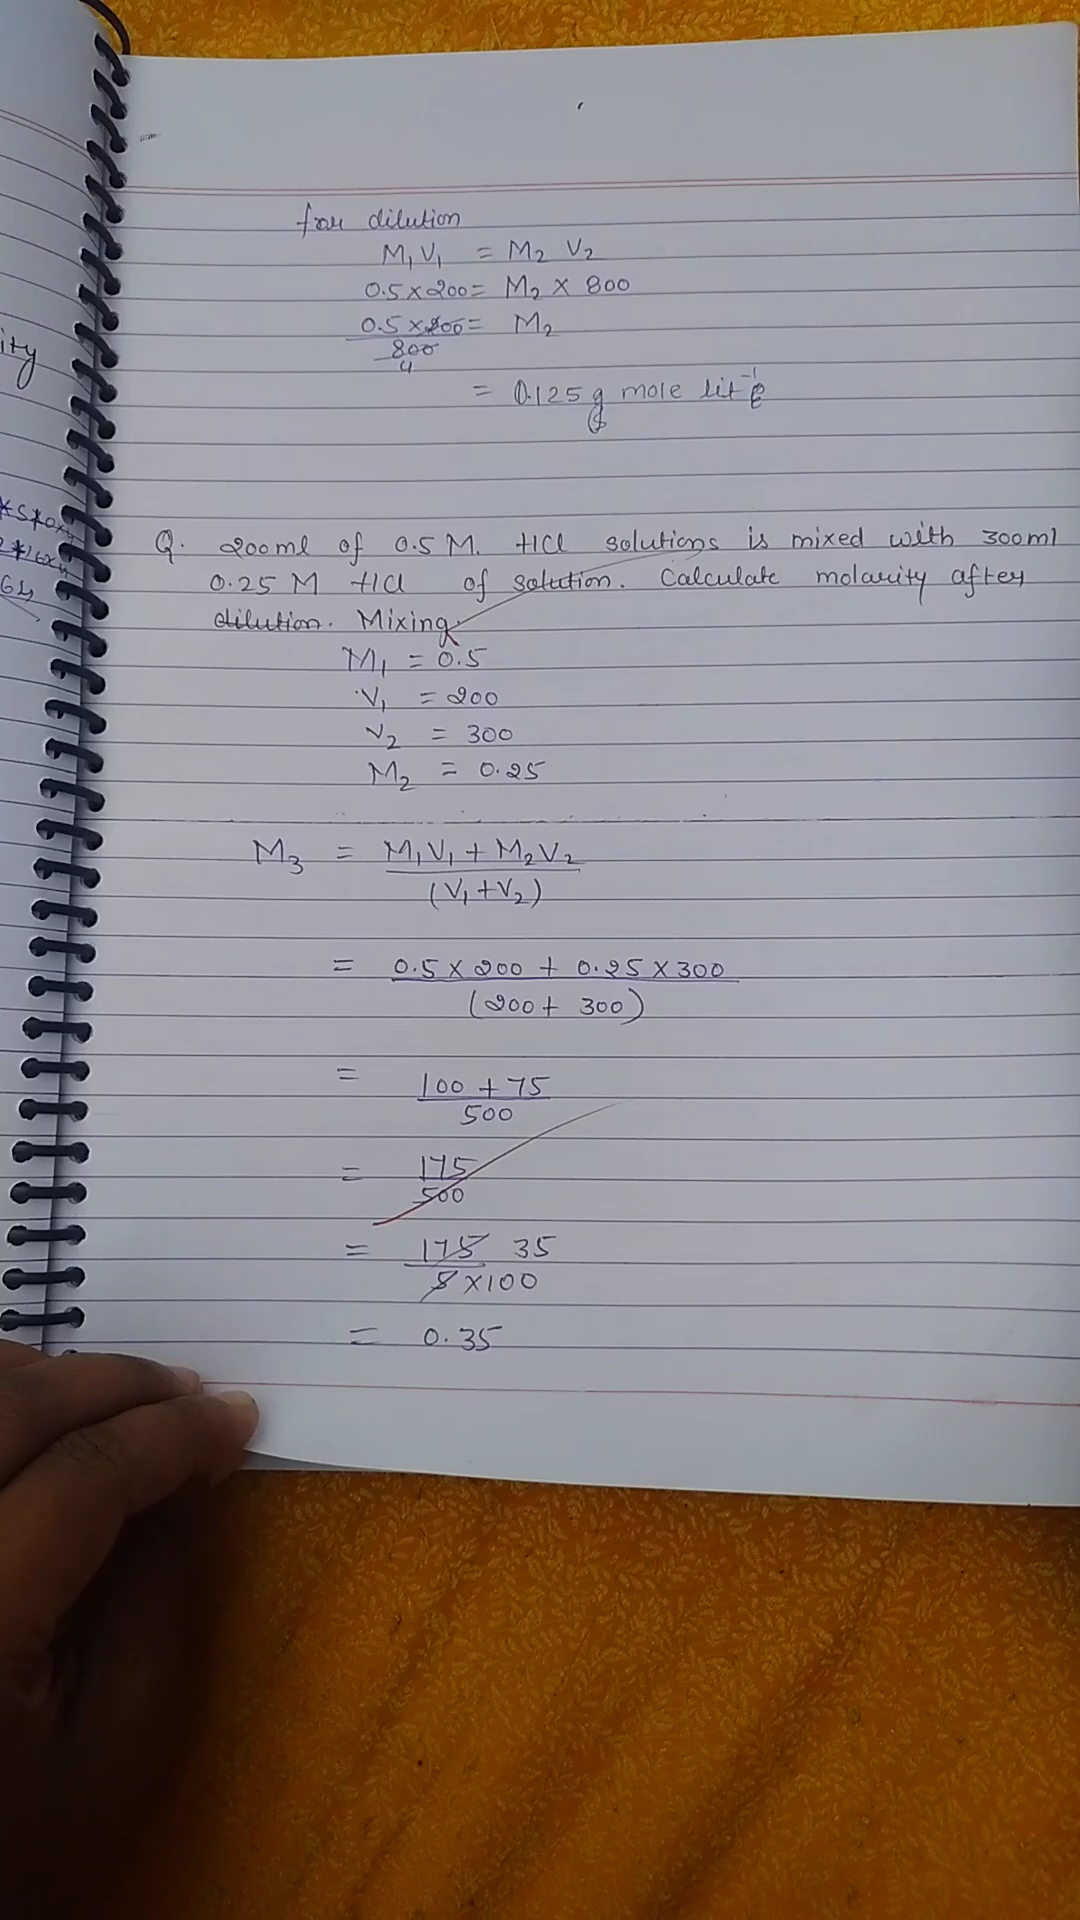 for dilution
M₁V₁ = M₂ V₂
0.5 × 200 = M₂ × 800
0.5 × 200 = M₂
800
4
= 0.125 g mole lit⁻¹
ity
64
Q. 200ml of 0.5 M. HCl solutions is mixed with 300ml
0.25 M HCl of solution. Calculate molarity after
dilution. Mixing.
M₁ = 0.5
V₁ = 200
V₂ = 300
M₂ = 0.25
M₃ = M₁V₁ + M₂V₂
(V₁ + V₂)
= 0.5 × 200 + 0.25 × 300
(200 + 300)
= 100 + 75
500
= 175
500
= 175 35
5 × 100
= 0.35